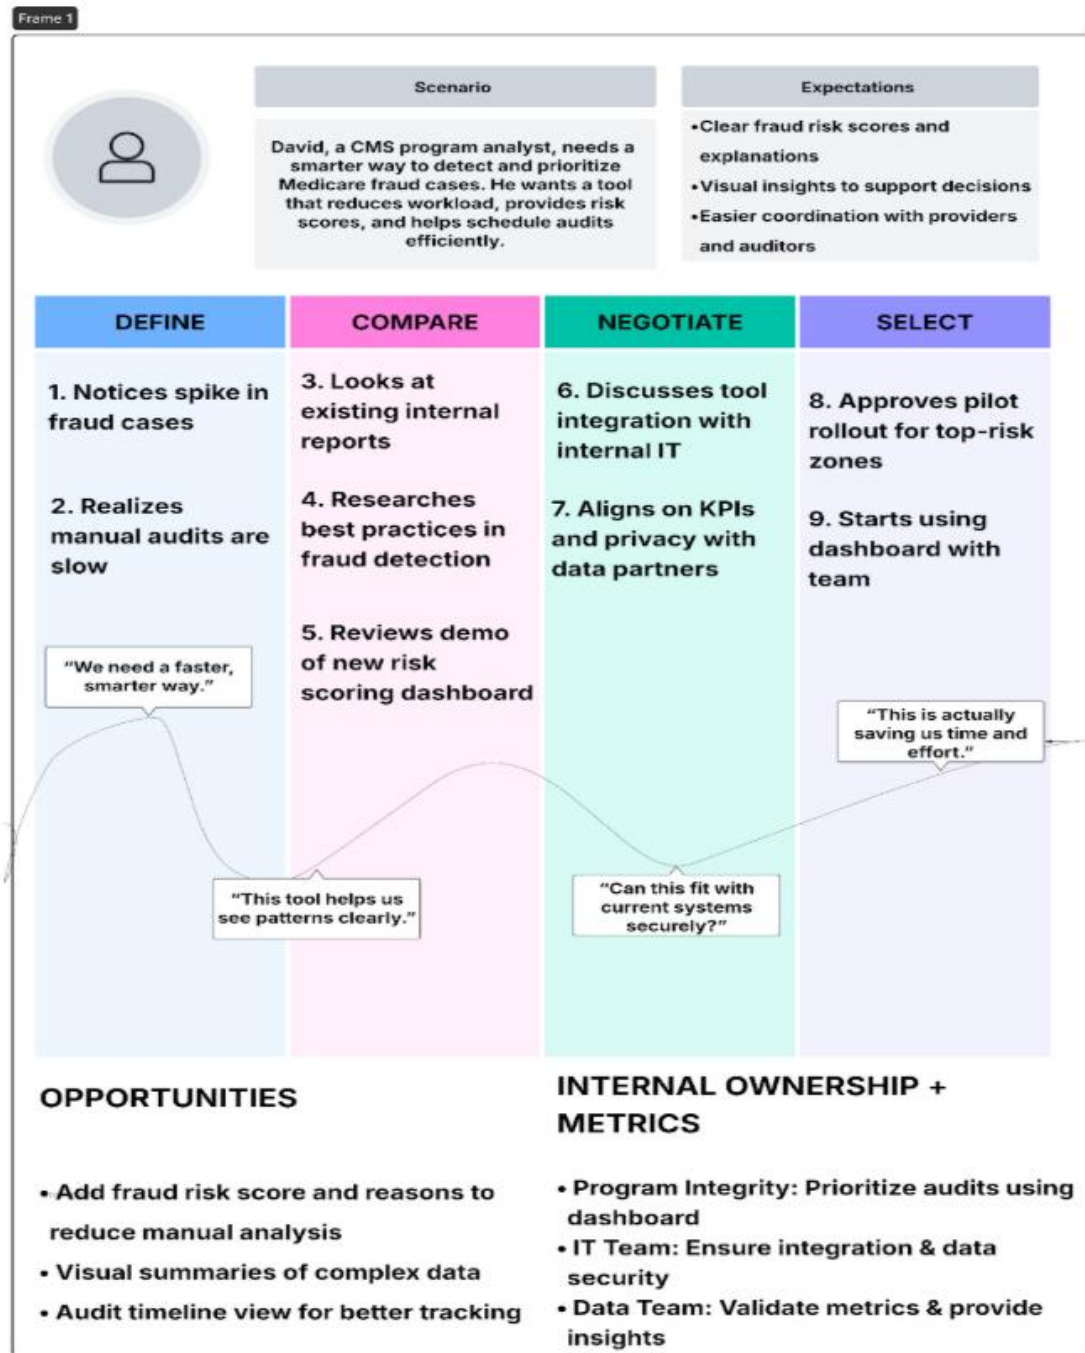 Frame 1
Scenario
David, a CMS program analyst, needs a
smarter way to detect and prioritize
Medicare fraud cases. He wants a tool
that reduces workload, provides risk
scores, and helps schedule audits
efficiently.
Expectations
•Clear fraud risk scores and
explanations
•Visual insights to support decisions
•Easier coordination with providers
and auditors
DEFINE
1. Notices spike in
fraud cases
2. Realizes
manual audits are
slow
"We need a faster,
smarter way."
COMPARE
3. Looks at
existing internal
reports
4. Researches
best practices in
fraud detection
5. Reviews demo
of new risk
scoring dashboard
"This tool helps us
see patterns clearly."
NEGOTIATE
6. Discusses tool
integration with
internal IT
7. Aligns on KPIs
and privacy with
data partners
"Can this fit with
current systems
securely?"
SELECT
8. Approves pilot
rollout for top-risk
zones
9. Starts using
dashboard with
team
"This is actually
saving us time and
effort."
OPPORTUNITIES
• Add fraud risk score and reasons to
reduce manual analysis
• Visual summaries of complex data
• Audit timeline view for better tracking
INTERNAL OWNERSHIP +
METRICS
• Program Integrity: Prioritize audits using
dashboard
• IT Team: Ensure integration & data
security
• Data Team: Validate metrics & provide
insights